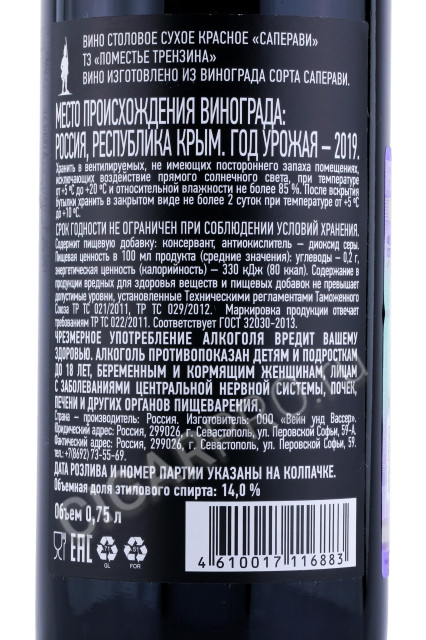 ВИНО СТОЛОВОЕ СУХОЕ КРАСНОЕ «САПЕРАВИ»
ТЗ «ПОМЕСТЬЕ ТРЕНЗИНА»
ВИНО ИЗГОТОВЛЕНО ИЗ ВИНОГРАДА СОРТА САПЕРАВИ.
МЕСТО ПРОИСХОЖДЕНИЯ ВИНОГРАДА:
РОССИЯ, РЕСПУБЛИКА КРЫМ. ГОД УРОЖАЯ – 2019.
Хранить в вентилируемых, не имеющих постороннего запаха помещениях,
исключающих воздействие прямого солнечного света, при температуре
от +5 °С до +20 °С и относительной влажности не более 85 %. После вскрытия
бутылки хранить в закрытом виде не более 2 суток при температуре от +5 °С
до +10 °С.
СРОК ГОДНОСТИ НЕ ОГРАНИЧЕН ПРИ СОБЛЮДЕНИИ УСЛОВИЙ ХРАНЕНИЯ.
Содержит пищевую добавку: консервант, антиокислитель – диоксид серы.
Пищевая ценность в 100 мл продукта (средние значения): углеводы – 0,2 г,
энергетическая ценность (калорийность) – 330 кДж (80 ккал). Содержание в
продукции вредных для здоровья веществ и пищевых добавок не превышает
допустимые уровни, установленные Техническими регламентами Таможенного
Союза ТР ТС 021/2011, ТР ТС 029/2012. Маркировка продукции отвечает
требованиям ТР ТС 022/2011. Соответствует ГОСТ 32030-2013.
ЧРЕЗМЕРНОЕ УПОТРЕБЛЕНИЕ АЛКОГОЛЯ ВРЕДИТ ВАШЕМУ
ЗДОРОВЬЮ. АЛКОГОЛЬ ПРОТИВОПОКАЗАН ДЕТЯМ И ПОДРОСТКАМ
ДО 18 ЛЕТ, БЕРЕМЕННЫМ И КОРМЯЩИМ ЖЕНЩИНАМ, ЛИЦАМ
С ЗАБОЛЕВАНИЯМИ ЦЕНТРАЛЬНОЙ НЕРВНОЙ СИСТЕМЫ, ПОЧЕК,
ПЕЧЕНИ И ДРУГИХ ОРГАНОВ ПИЩЕВАРЕНИЯ.
Страна – производитель: Россия. Изготовитель: ООО «Вейн унд Вассер».
Юридический адрес: Россия, 299026, г. Севастополь, ул. Перовской Софьи, 59-А.
Фактический адрес: Россия, 299026, г. Севастополь, ул. Перовской Софьи, 59.
тел.+7(8692) 73-55-69.
ДАТА РОЗЛИВА И НОМЕР ПАРТИИ УКАЗАНЫ НА КОЛПАЧКЕ.
Объемная доля этилового спирта: 14,0 %
Объем 0,75 л
EAC
71
GL
51
FOR
4 610017 116883